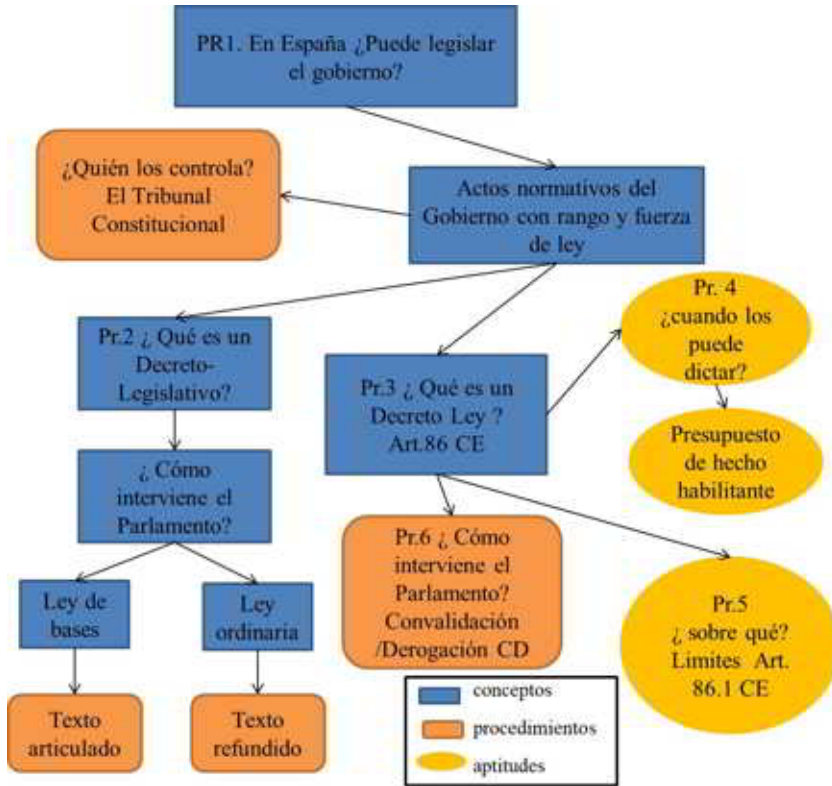 PR1. En España ¿Puede legislar
el gobierno?
¿Quién los controla?
El Tribunal
Constitucional
Actos normativos del
Gobierno con rango y fuerza
de ley
Pr. 4
¿cuando los
puede
dictar?
Pr.2 ¿ Qué es un
Decreto-
Legislativo?
Pr.3 ¿ Qué es un
Decreto Ley ?
Art.86 CE
Presupuesto
de hecho
habilitante
¿ Cómo
interviene el
Parlamento?
Pr.6 ¿ Cómo
interviene el
Parlamento?
Convalidación
/Derogación CD
Pr.5
¿ sobre qué?
Limites Art.
86.1 CE
Ley de
bases
Ley
ordinaria
Texto
articulado
Texto
refundido
conceptos
procedimientos
aptitudes